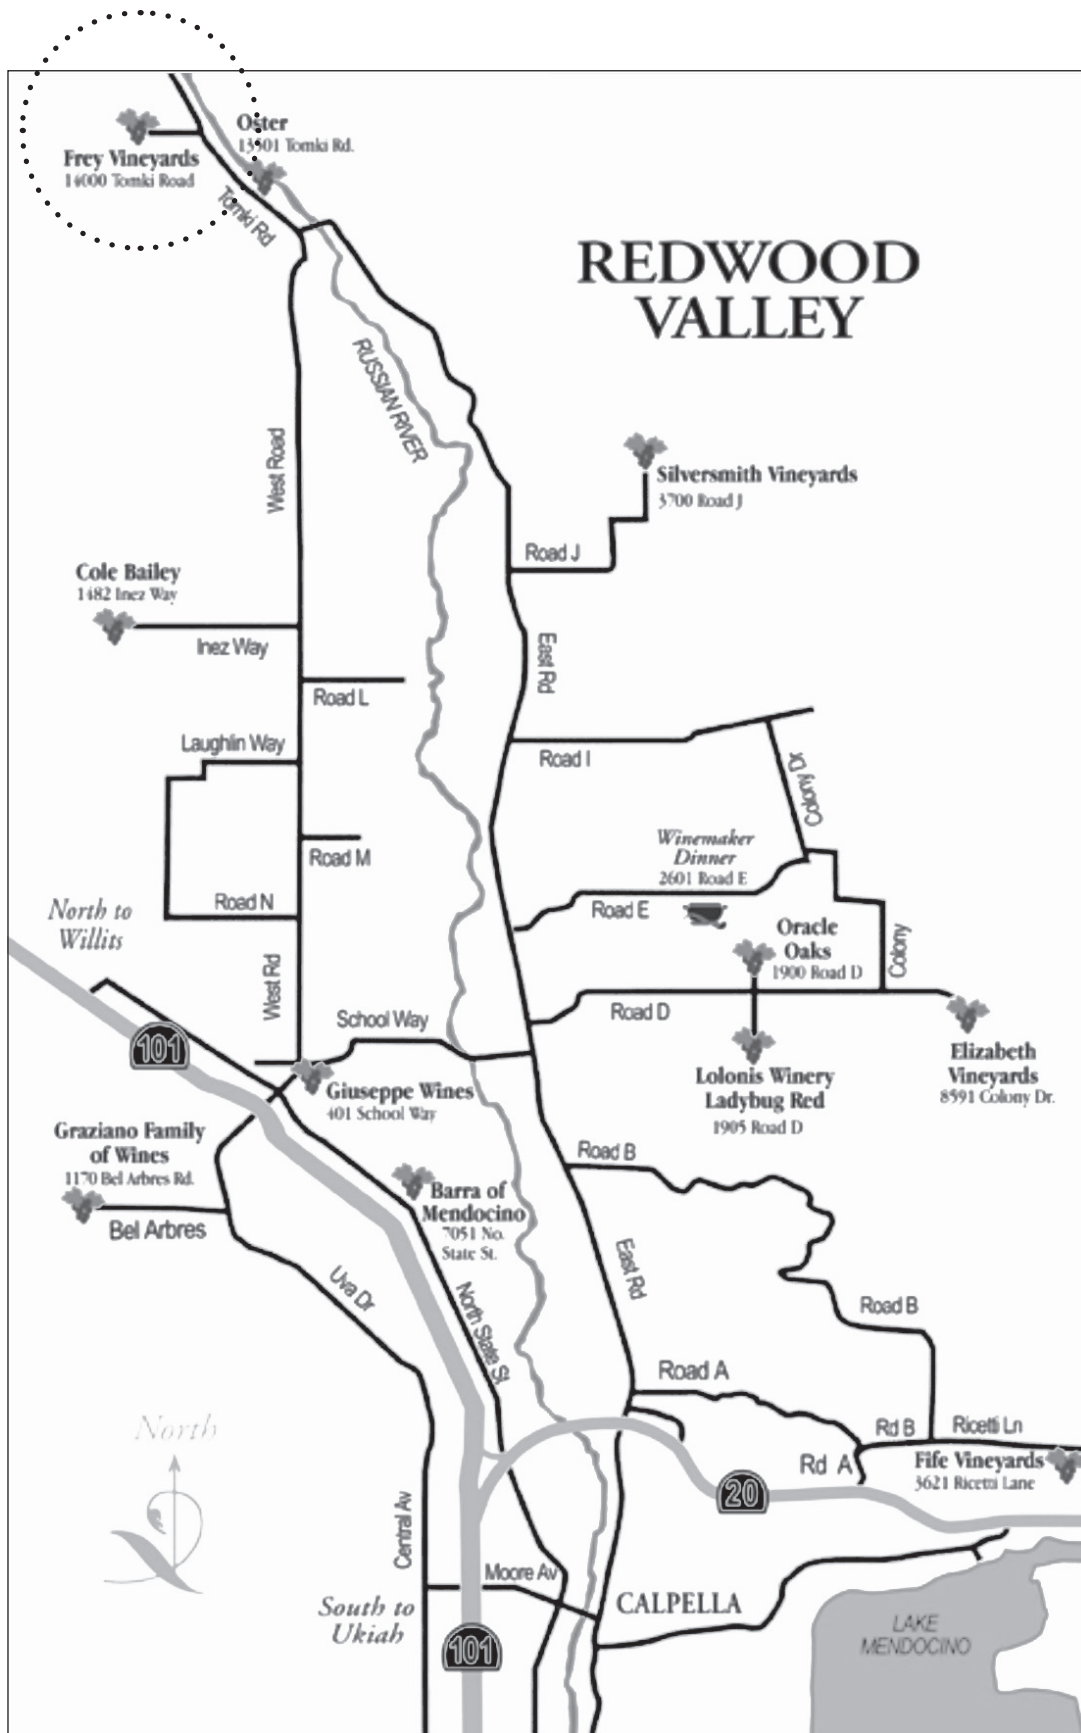 Oster
13501 Tomki Rd.
Frey Vineyards
14000 Tomki Road
Tomki Rd
REDWOOD
VALLEY
RUSSIAN RIVER
West Road
Silversmith Vineyards
3700 Road J
Road J
Cole Bailey
1482 Inez Way
Inez Way
East Rd
Road L
Laughlin Way
Road I
Colony Dr
Road M
Winemaker
Dinner
2601 Road E
Road N
Road E
North to
Willits
Oracle
Oaks
1900 Road D
Colony
West Rd
Road D
School Way
101
Elizabeth
Vineyards
8591 Colony Dr.
Lolonis Winery
Ladybug Red
1905 Road D
Giuseppe Wines
401 School Way
Graziano Family
of Wines
1170 Bel Arbres Rd.
Bel Arbres
Road B
Barra of
Mendocino
7051 No.
State St.
East Rd
Uva Dr
North State St.
Road B
Road A
Rd B
Ricetti Ln
North
Rd A
Fife Vineyards
3621 Ricetti Lane
20
Central Av
Moore Av
South to
Ukiah
CALPELLA
101
LAKE
MENDOCINO